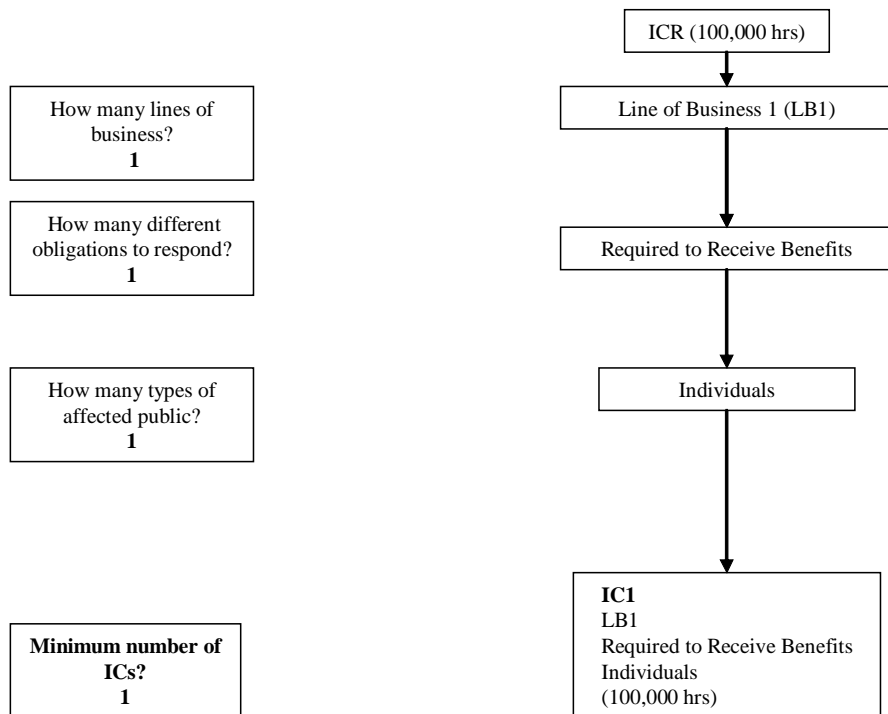 ICR (100,000 hrs)
How many lines of
business?
1
Line of Business 1 (LB1)
How many different
obligations to respond?
1
Required to Receive Benefits
How many types of
affected public?
1
Individuals
Minimum number of
ICs?
1
IC1
LB1
Required to Receive Benefits
Individuals
(100,000 hrs)